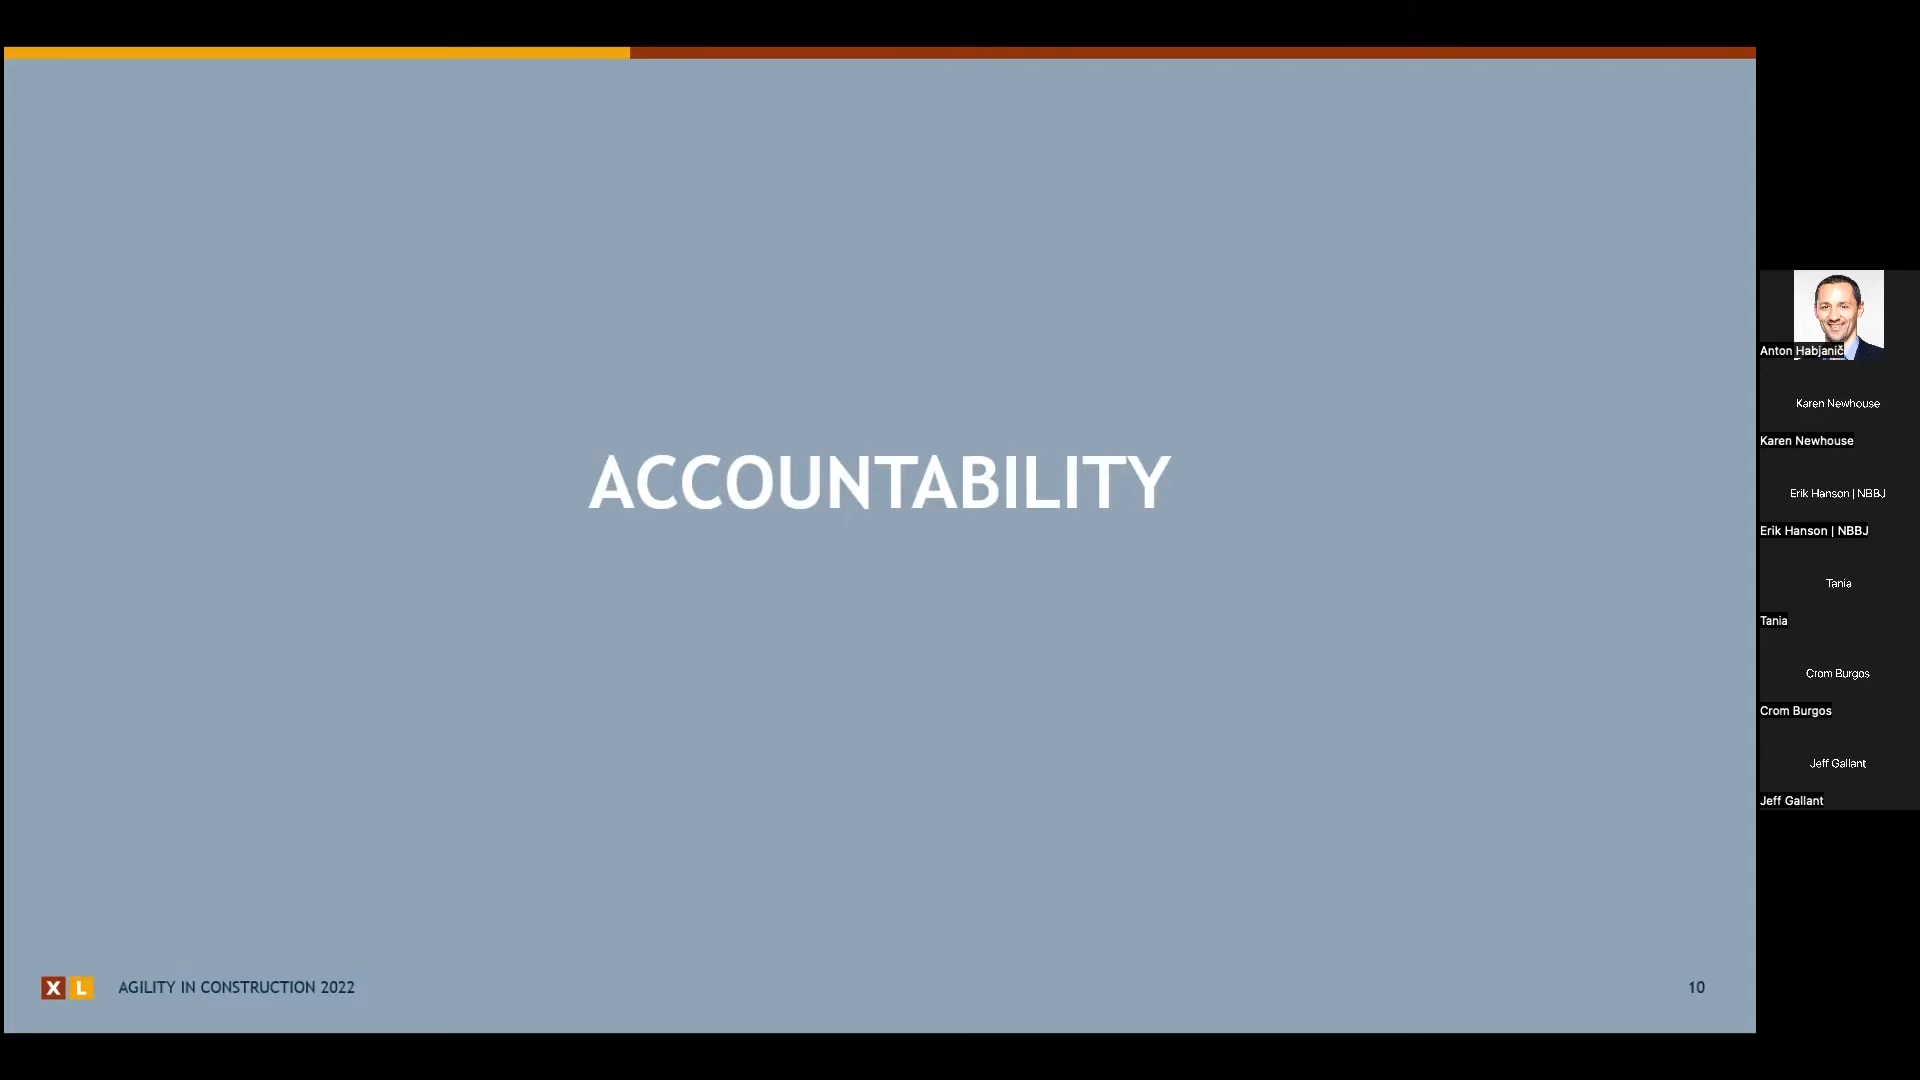 ACCOUNTABILITY
X L AGILITY IN CONSTRUCTION 2022
10
Anton Habjanič
Karen Newhouse
Karen Newhouse
Erik Hanson | NBBJ
Erik Hanson | NBBJ
Tania
Tania
Crom Burgos
Crom Burgos
Jeff Gallant
Jeff Gallant